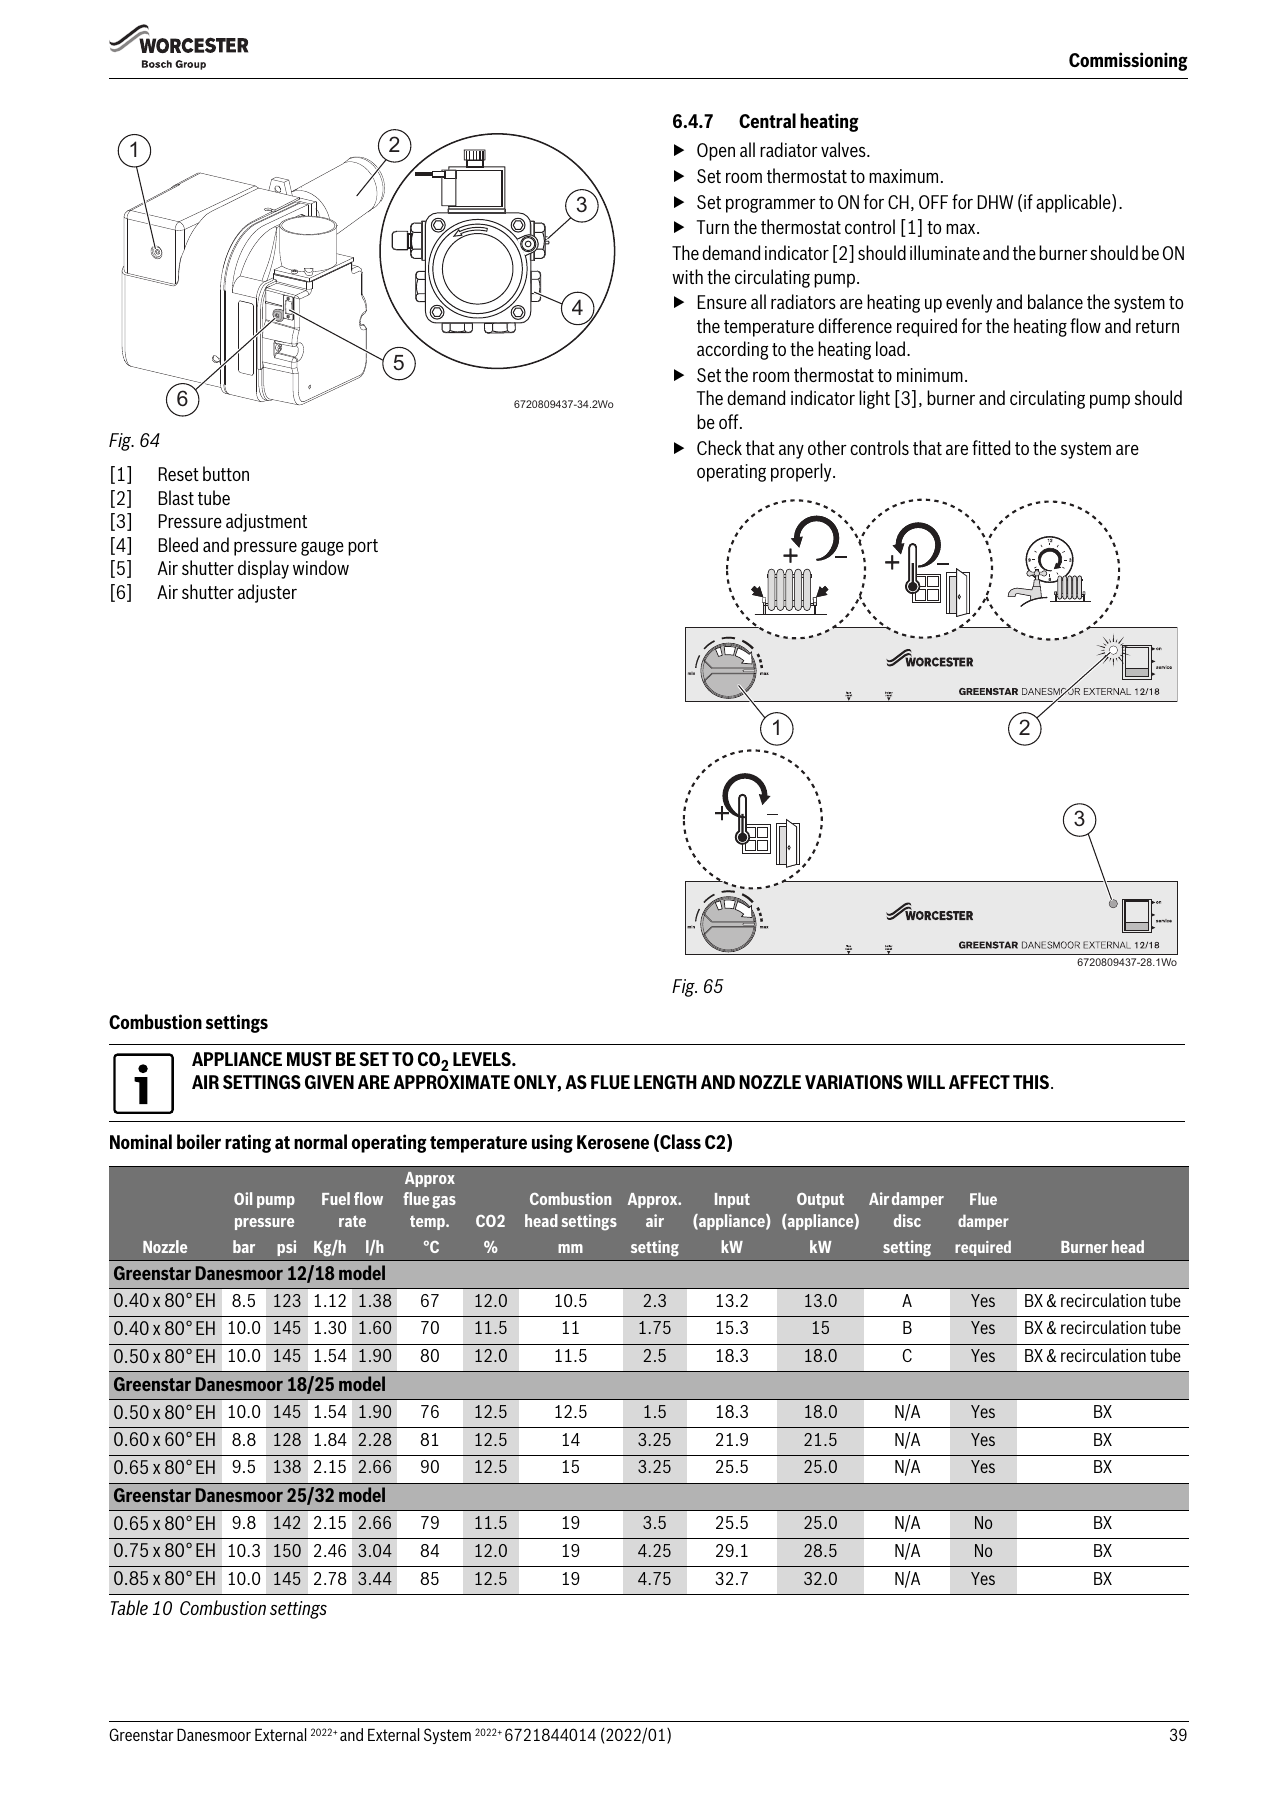 WORCESTER
Bosch Group
Commissioning
1
2
3
4
5
6
6720809437-34.2Wo
Fig. 64
[1] Reset button
[2] Blast tube
[3] Pressure adjustment
[4] Bleed and pressure gauge port
[5] Air shutter display window
[6] Air shutter adjuster
6.4.7 Central heating
▶ Open all radiator valves.
▶ Set room thermostat to maximum.
▶ Set programmer to ON for CH, OFF for DHW (if applicable).
▶ Turn the thermostat control [1] to max.
The demand indicator [2] should illuminate and the burner should be ON
with the circulating pump.
▶ Ensure all radiators are heating up evenly and balance the system to
the temperature difference required for the heating flow and return
according to the heating load.
▶ Set the room thermostat to minimum.
The demand indicator light [3], burner and circulating pump should
be off.
▶ Check that any other controls that are fitted to the system are
operating properly.
+ –
+ –
min max
WORCESTER
on
service
GREENSTAR DANESMOOR EXTERNAL 12/18
1
2
+ –
3
min max
WORCESTER
on
service
GREENSTAR DANESMOOR EXTERNAL 12/18
6720809437-28.1Wo
Fig. 65
Combustion settings
i
APPLIANCE MUST BE SET TO CO2 LEVELS.
AIR SETTINGS GIVEN ARE APPROXIMATE ONLY, AS FLUE LENGTH AND NOZZLE VARIATIONS WILL AFFECT THIS.
Nominal boiler rating at normal operating temperature using Kerosene (Class C2)
Approx
Oil pump Fuel flow flue gas Combustion Approx. Input Output Air damper Flue
pressure rate temp. CO2 head settings air (appliance) (appliance) disc damper
Nozzle bar psi Kg/h l/h °C % mm setting kW kW setting required Burner head
Greenstar Danesmoor 12/18 model
0.40 x 80° EH 8.5 123 1.12 1.38 67 12.0 10.5 2.3 13.2 13.0 A Yes BX & recirculation tube
0.40 x 80° EH 10.0 145 1.30 1.60 70 11.5 11 1.75 15.3 15 B Yes BX & recirculation tube
0.50 x 80° EH 10.0 145 1.54 1.90 80 12.0 11.5 2.5 18.3 18.0 C Yes BX & recirculation tube
Greenstar Danesmoor 18/25 model
0.50 x 80° EH 10.0 145 1.54 1.90 76 12.5 12.5 1.5 18.3 18.0 N/A Yes BX
0.60 x 60° EH 8.8 128 1.84 2.28 81 12.5 14 3.25 21.9 21.5 N/A Yes BX
0.65 x 80° EH 9.5 138 2.15 2.66 90 12.5 15 3.25 25.5 25.0 N/A Yes BX
Greenstar Danesmoor 25/32 model
0.65 x 80° EH 9.8 142 2.15 2.66 79 11.5 19 3.5 25.5 25.0 N/A No BX
0.75 x 80° EH 10.3 150 2.46 3.04 84 12.0 19 4.25 29.1 28.5 N/A No BX
0.85 x 80° EH 10.0 145 2.78 3.44 85 12.5 19 4.75 32.7 32.0 N/A Yes BX
Table 10 Combustion settings
Greenstar Danesmoor External 2022+ and External System 2022+ 6721844014 (2022/01)
39